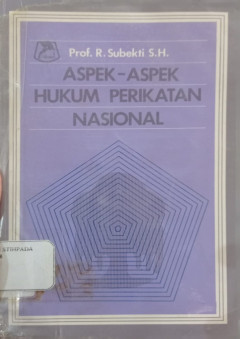 Prof. R. Subekti S.H.
ASPEK-ASPEK
HUKUM PERIKATAN
NASIONAL